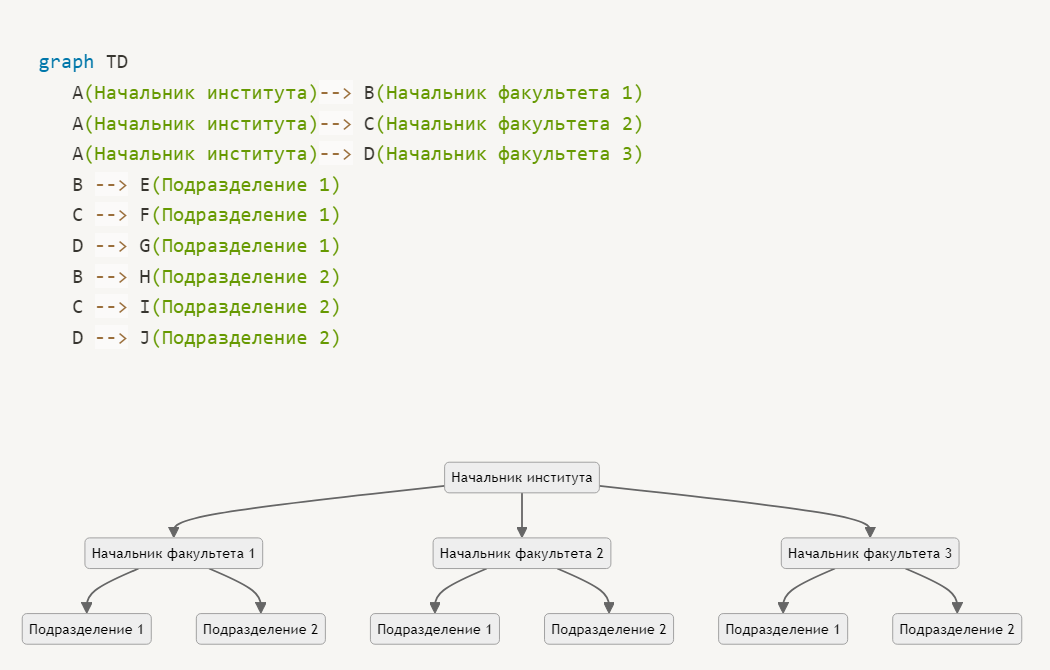 graph TD
A(Начальник института)--> B(Начальник факультета 1)
A(Начальник института)--> C(Начальник факультета 2)
A(Начальник института)--> D(Начальник факультета 3)
B --> E(Подразделение 1)
C --> F(Подразделение 1)
D --> G(Подразделение 1)
B --> H(Подразделение 2)
C --> I(Подразделение 2)
D --> J(Подразделение 2)
Начальник института
Начальник факультета 1
Начальник факультета 2
Начальник факультета 3
Подразделение 1
Подразделение 2
Подразделение 1
Подразделение 2
Подразделение 1
Подразделение 2